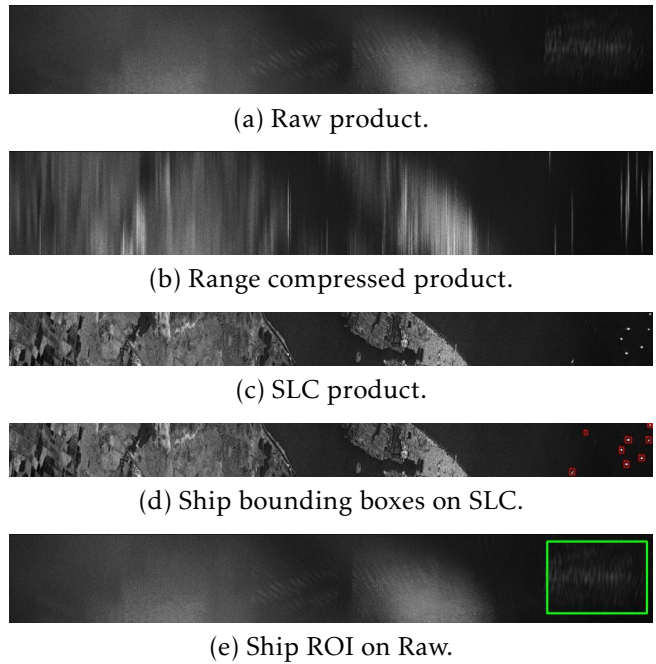 (a) Raw product.
(b) Range compressed product.
(c) SLC product.
(d) Ship bounding boxes on SLC.
(e) Ship ROI on Raw.